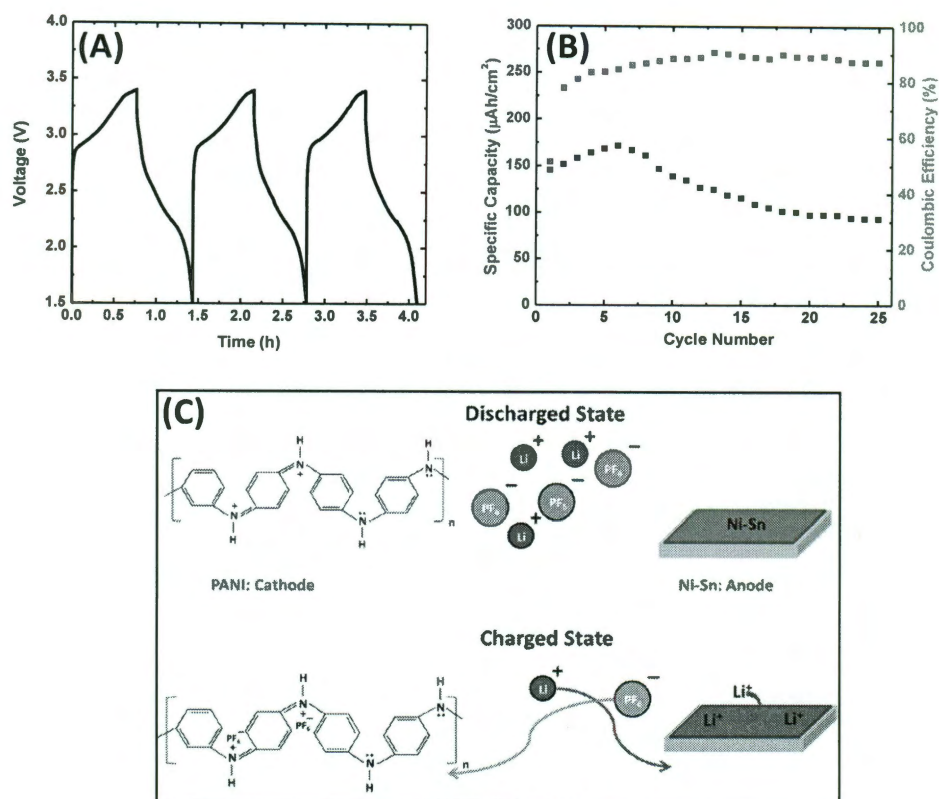 (A)
4.0
3.5
3.0
2.5
2.0
1.5
Voltage (V)
0.0 0.5 1.0 1.5 2.0 2.5 3.0 3.5 4.0
Time (h)
(B)
300
250
200
150
100
50
0
Specific Capacity (µAh/cm²)
100
80
60
40
20
0
Coulombic Efficiency (%)
0 5 10 15 20 25
Cycle Number
(C)
Discharged State
H
N
+
H
N
N
+
H
N
H
n
Li
+
Li
+
PF₆
−
PF₆
−
PF₆
−
Li
+
Ni-Sn
PANI: Cathode
Ni-Sn: Anode
Charged State
H
N
+
PF₆
−
H
N
PF₆
N
+
H
N
H
n
Li
+
PF₆
−
Li⁺
Li⁺
Li⁺